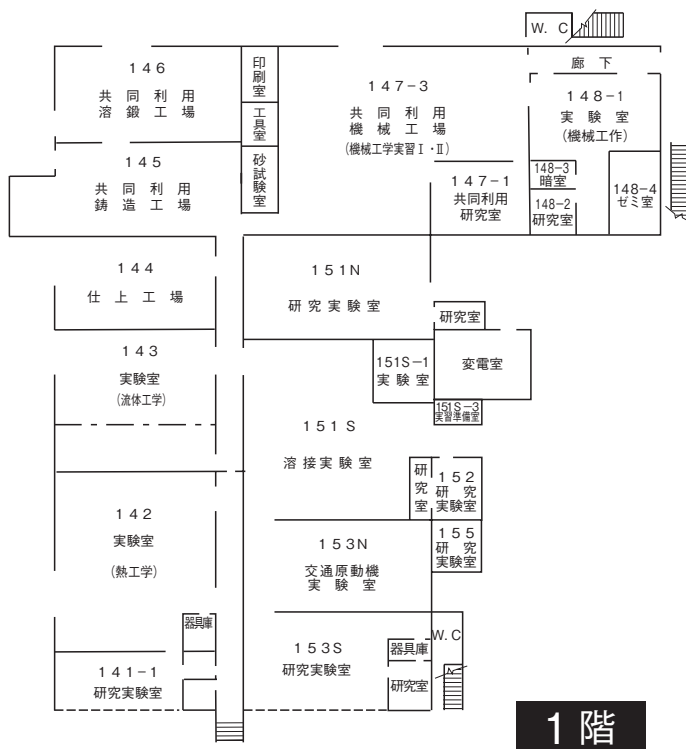 W. C
廊 下
146
共 同 利 用
溶 鍛 工 場
印刷室
工具室
砂試験室
147-3
共 同 利 用
機 械 工 場
(機械工学実習Ⅰ・Ⅱ)
148-1
実 験 室
(機械工作)
145
共 同 利 用
鋳 造 工 場
147-1
共同利用
研究室
148-3
暗室
148-2
研究室
148-4
ゼミ室
144
仕 上 工 場
151N
研 究 実 験 室
研究室
変電室
143
実験室
(流体工学)
151S-1
実 験 室
151S-3
実習準備室
151S
溶 接 実 験 室
研究室
152
研 究
実験室
142
実験室
(熱工学)
153N
交通原動機
実 験 室
155
研 究
実験室
器具庫
141-1
研究実験室
153S
研究実験室
器具庫
研究室
W. C
1階